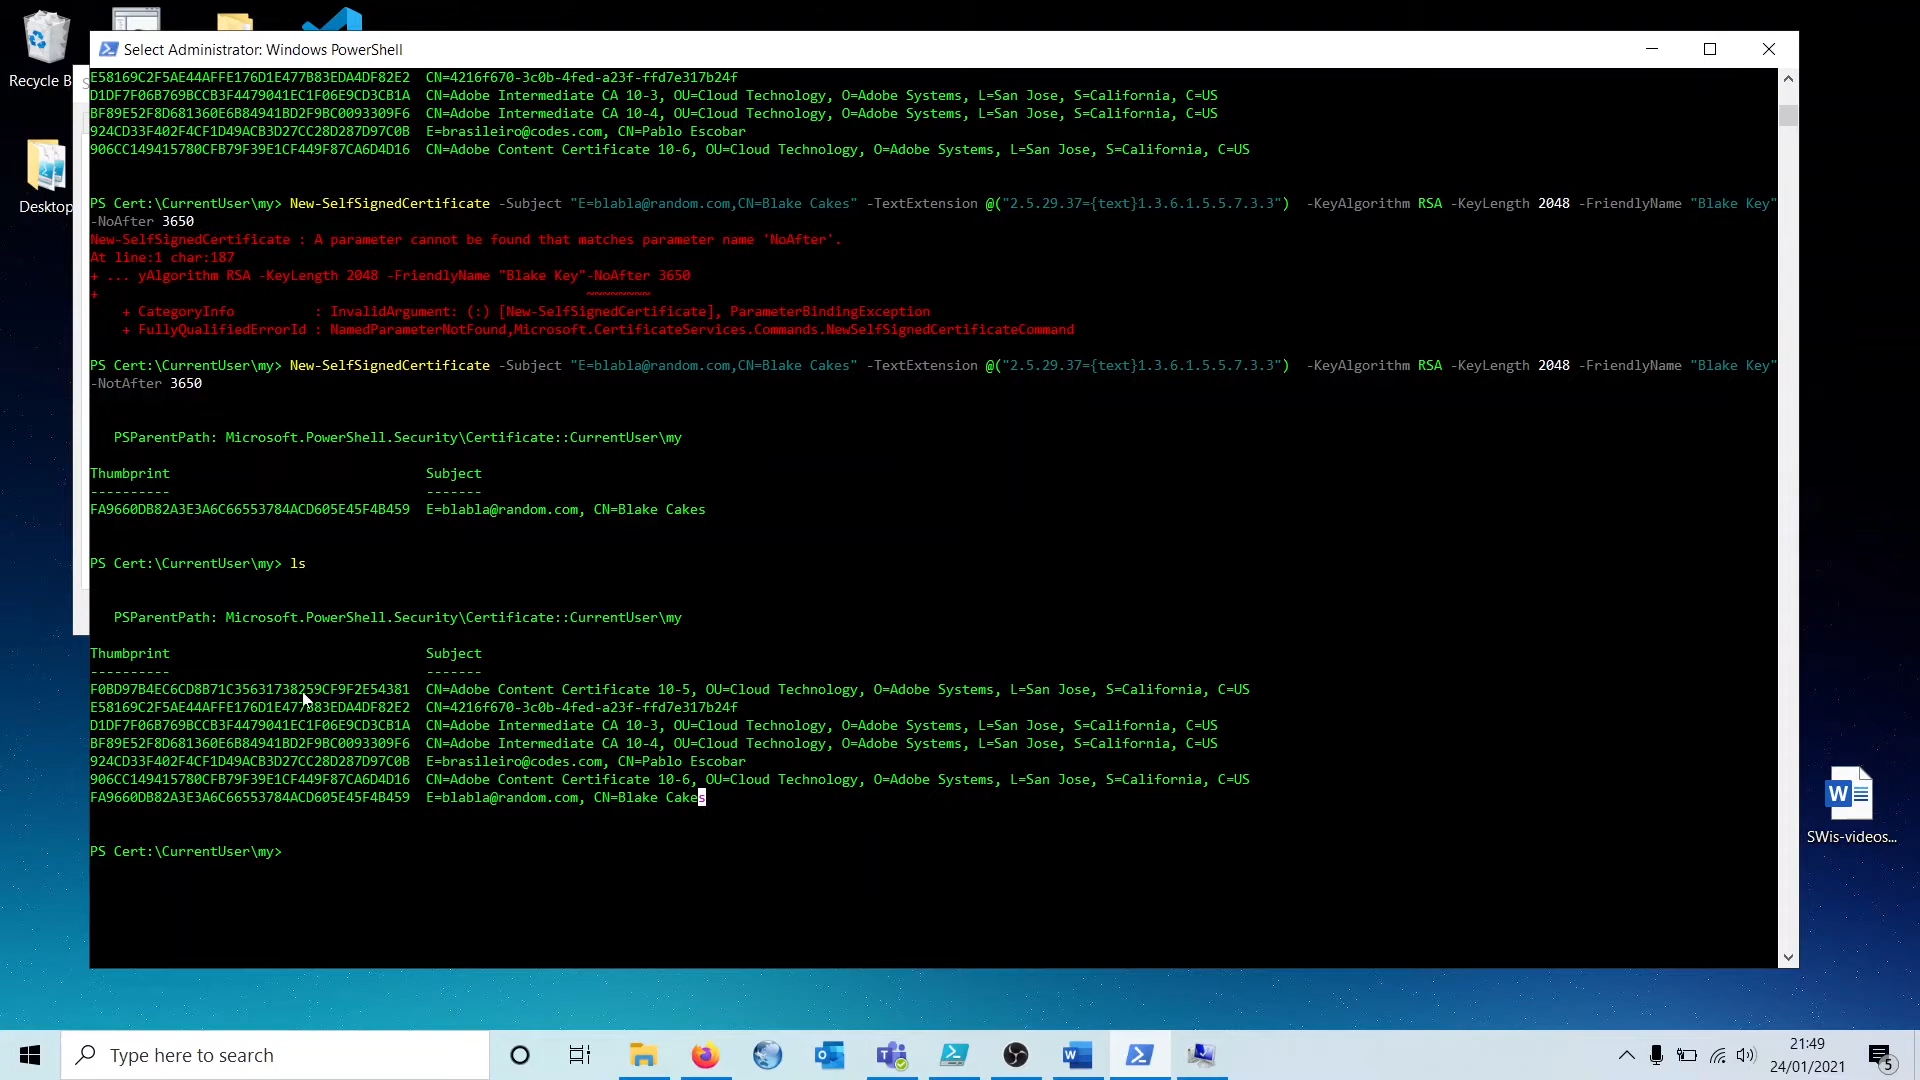 Recycle B
Desktop
Select Administrator: Windows PowerShell
E58169C2F5AE44AFFE176D1E477B83EDA4DF82E2  CN=4216f670-3c0b-4fed-a23f-ffd7e317b24f
D1DF7F06B769BCCB3F4479041EC1F06E9CD3CB1A  CN=Adobe Intermediate CA 10-3, OU=Cloud Technology, O=Adobe Systems, L=San Jose, S=California, C=US
BF89E52F8D681360E6B84941BD2F9BC0093309F6  CN=Adobe Intermediate CA 10-4, OU=Cloud Technology, O=Adobe Systems, L=San Jose, S=California, C=US
924CD33F402F4CF1D49ACB3D27CC28D287D97C0B  E=brasileiro@codes.com, CN=Pablo Escobar
906CC149415780CFB79F39E1CF449F87CA6D4D16  CN=Adobe Content Certificate 10-6, OU=Cloud Technology, O=Adobe Systems, L=San Jose, S=California, C=US
PS Cert:\CurrentUser\my> New-SelfSignedCertificate -Subject "E=blabla@random.com,CN=Blake Cakes" -TextExtension @("2.5.29.37={text}1.3.6.1.5.5.7.3.3")  -KeyAlgorithm RSA -KeyLength 2048 -FriendlyName "Blake Key"
-NoAfter 3650
New-SelfSignedCertificate : A parameter cannot be found that matches parameter name 'NoAfter'.
At line:1 char:187
+ ... yAlgorithm RSA -KeyLength 2048 -FriendlyName "Blake Key"-NoAfter 3650
+                                                             ~~~~~~~~
+ CategoryInfo          : InvalidArgument: (:) [New-SelfSignedCertificate], ParameterBindingException
+ FullyQualifiedErrorId : NamedParameterNotFound,Microsoft.CertificateServices.Commands.NewSelfSignedCertificateCommand
PS Cert:\CurrentUser\my> New-SelfSignedCertificate -Subject "E=blabla@random.com,CN=Blake Cakes" -TextExtension @("2.5.29.37={text}1.3.6.1.5.5.7.3.3")  -KeyAlgorithm RSA -KeyLength 2048 -FriendlyName "Blake Key"
-NotAfter 3650
PSParentPath: Microsoft.PowerShell.Security\Certificate::CurrentUser\my
Thumbprint                                Subject
----------                                -------
FA9660DB82A3E3A6C66553784ACD605E45F4B459  E=blabla@random.com, CN=Blake Cakes
PS Cert:\CurrentUser\my> ls
PSParentPath: Microsoft.PowerShell.Security\Certificate::CurrentUser\my
Thumbprint                                Subject
----------                                -------
F0BD97B4EC6CD8B71C35631738259CF9F2E54381  CN=Adobe Content Certificate 10-5, OU=Cloud Technology, O=Adobe Systems, L=San Jose, S=California, C=US
E58169C2F5AE44AFFE176D1E477B83EDA4DF82E2  CN=4216f670-3c0b-4fed-a23f-ffd7e317b24f
D1DF7F06B769BCCB3F4479041EC1F06E9CD3CB1A  CN=Adobe Intermediate CA 10-3, OU=Cloud Technology, O=Adobe Systems, L=San Jose, S=California, C=US
BF89E52F8D681360E6B84941BD2F9BC0093309F6  CN=Adobe Intermediate CA 10-4, OU=Cloud Technology, O=Adobe Systems, L=San Jose, S=California, C=US
924CD33F402F4CF1D49ACB3D27CC28D287D97C0B  E=brasileiro@codes.com, CN=Pablo Escobar
906CC149415780CFB79F39E1CF449F87CA6D4D16  CN=Adobe Content Certificate 10-6, OU=Cloud Technology, O=Adobe Systems, L=San Jose, S=California, C=US
FA9660DB82A3E3A6C66553784ACD605E45F4B459  E=blabla@random.com, CN=Blake Cakes
PS Cert:\CurrentUser\my>
SWis-videos...
Type here to search
21:49
24/01/2021
5